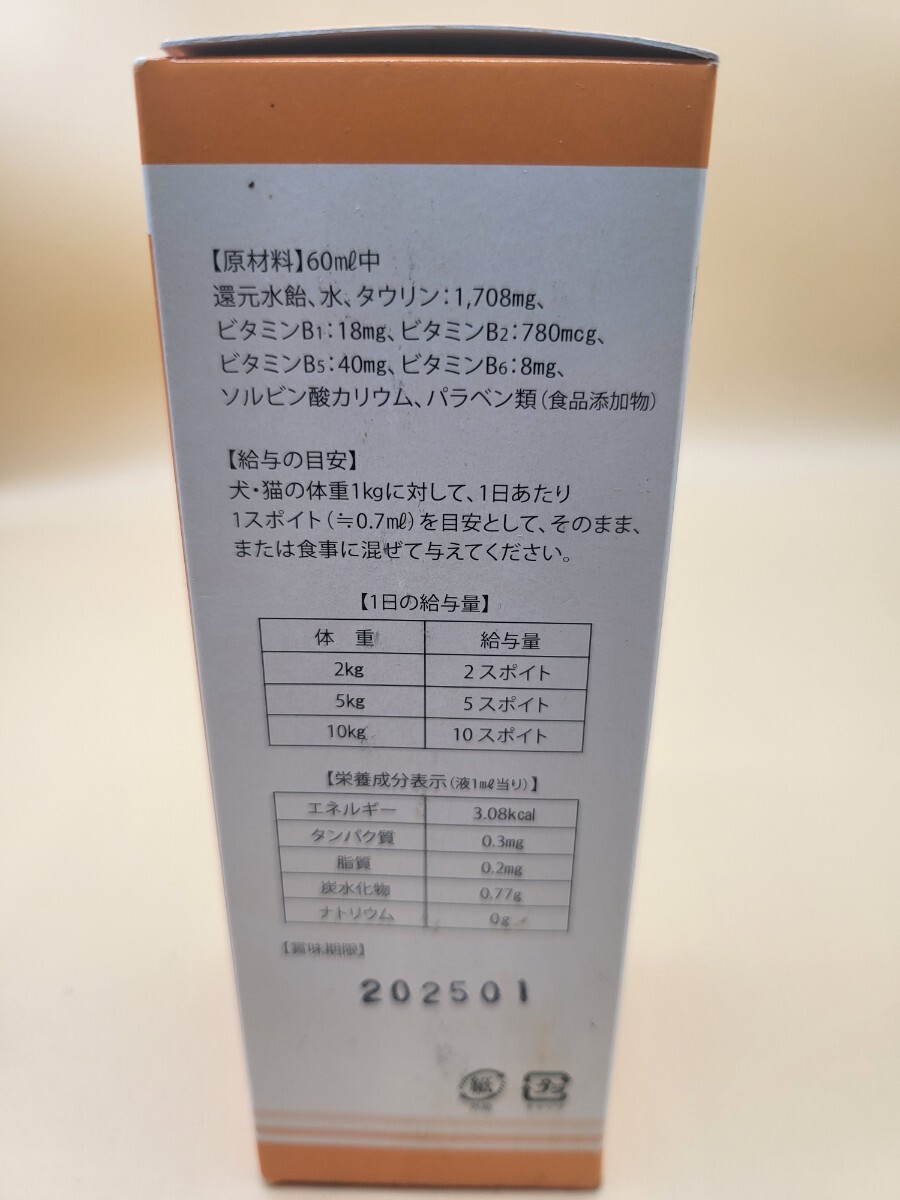 【原材料】60mℓ中
還元水飴、水、タウリン：1,708mg、
ビタミンB1：18mg、ビタミンB2：780mcg、
ビタミンB5：40mg、ビタミンB6：8mg、
ソルビン酸カリウム、パラベン類（食品添加物）
【給与の目安】
犬・猫の体重1kgに対して、1日あたり
1スポイト（≒0.7mℓ）を目安として、そのまま、
または食事に混ぜて与えてください。
【1日の給与量】
体 重 給与量
2kg 2 スポイト
5kg 5 スポイト
10kg 10 スポイト
【栄養成分表示（液1mℓ当り）】
エネルギー 3.08kcal
タンパク質 0.3mg
脂質 0.2mg
炭水化物 0.77g
ナトリウム 0g
【賞味期限】
202501
紙